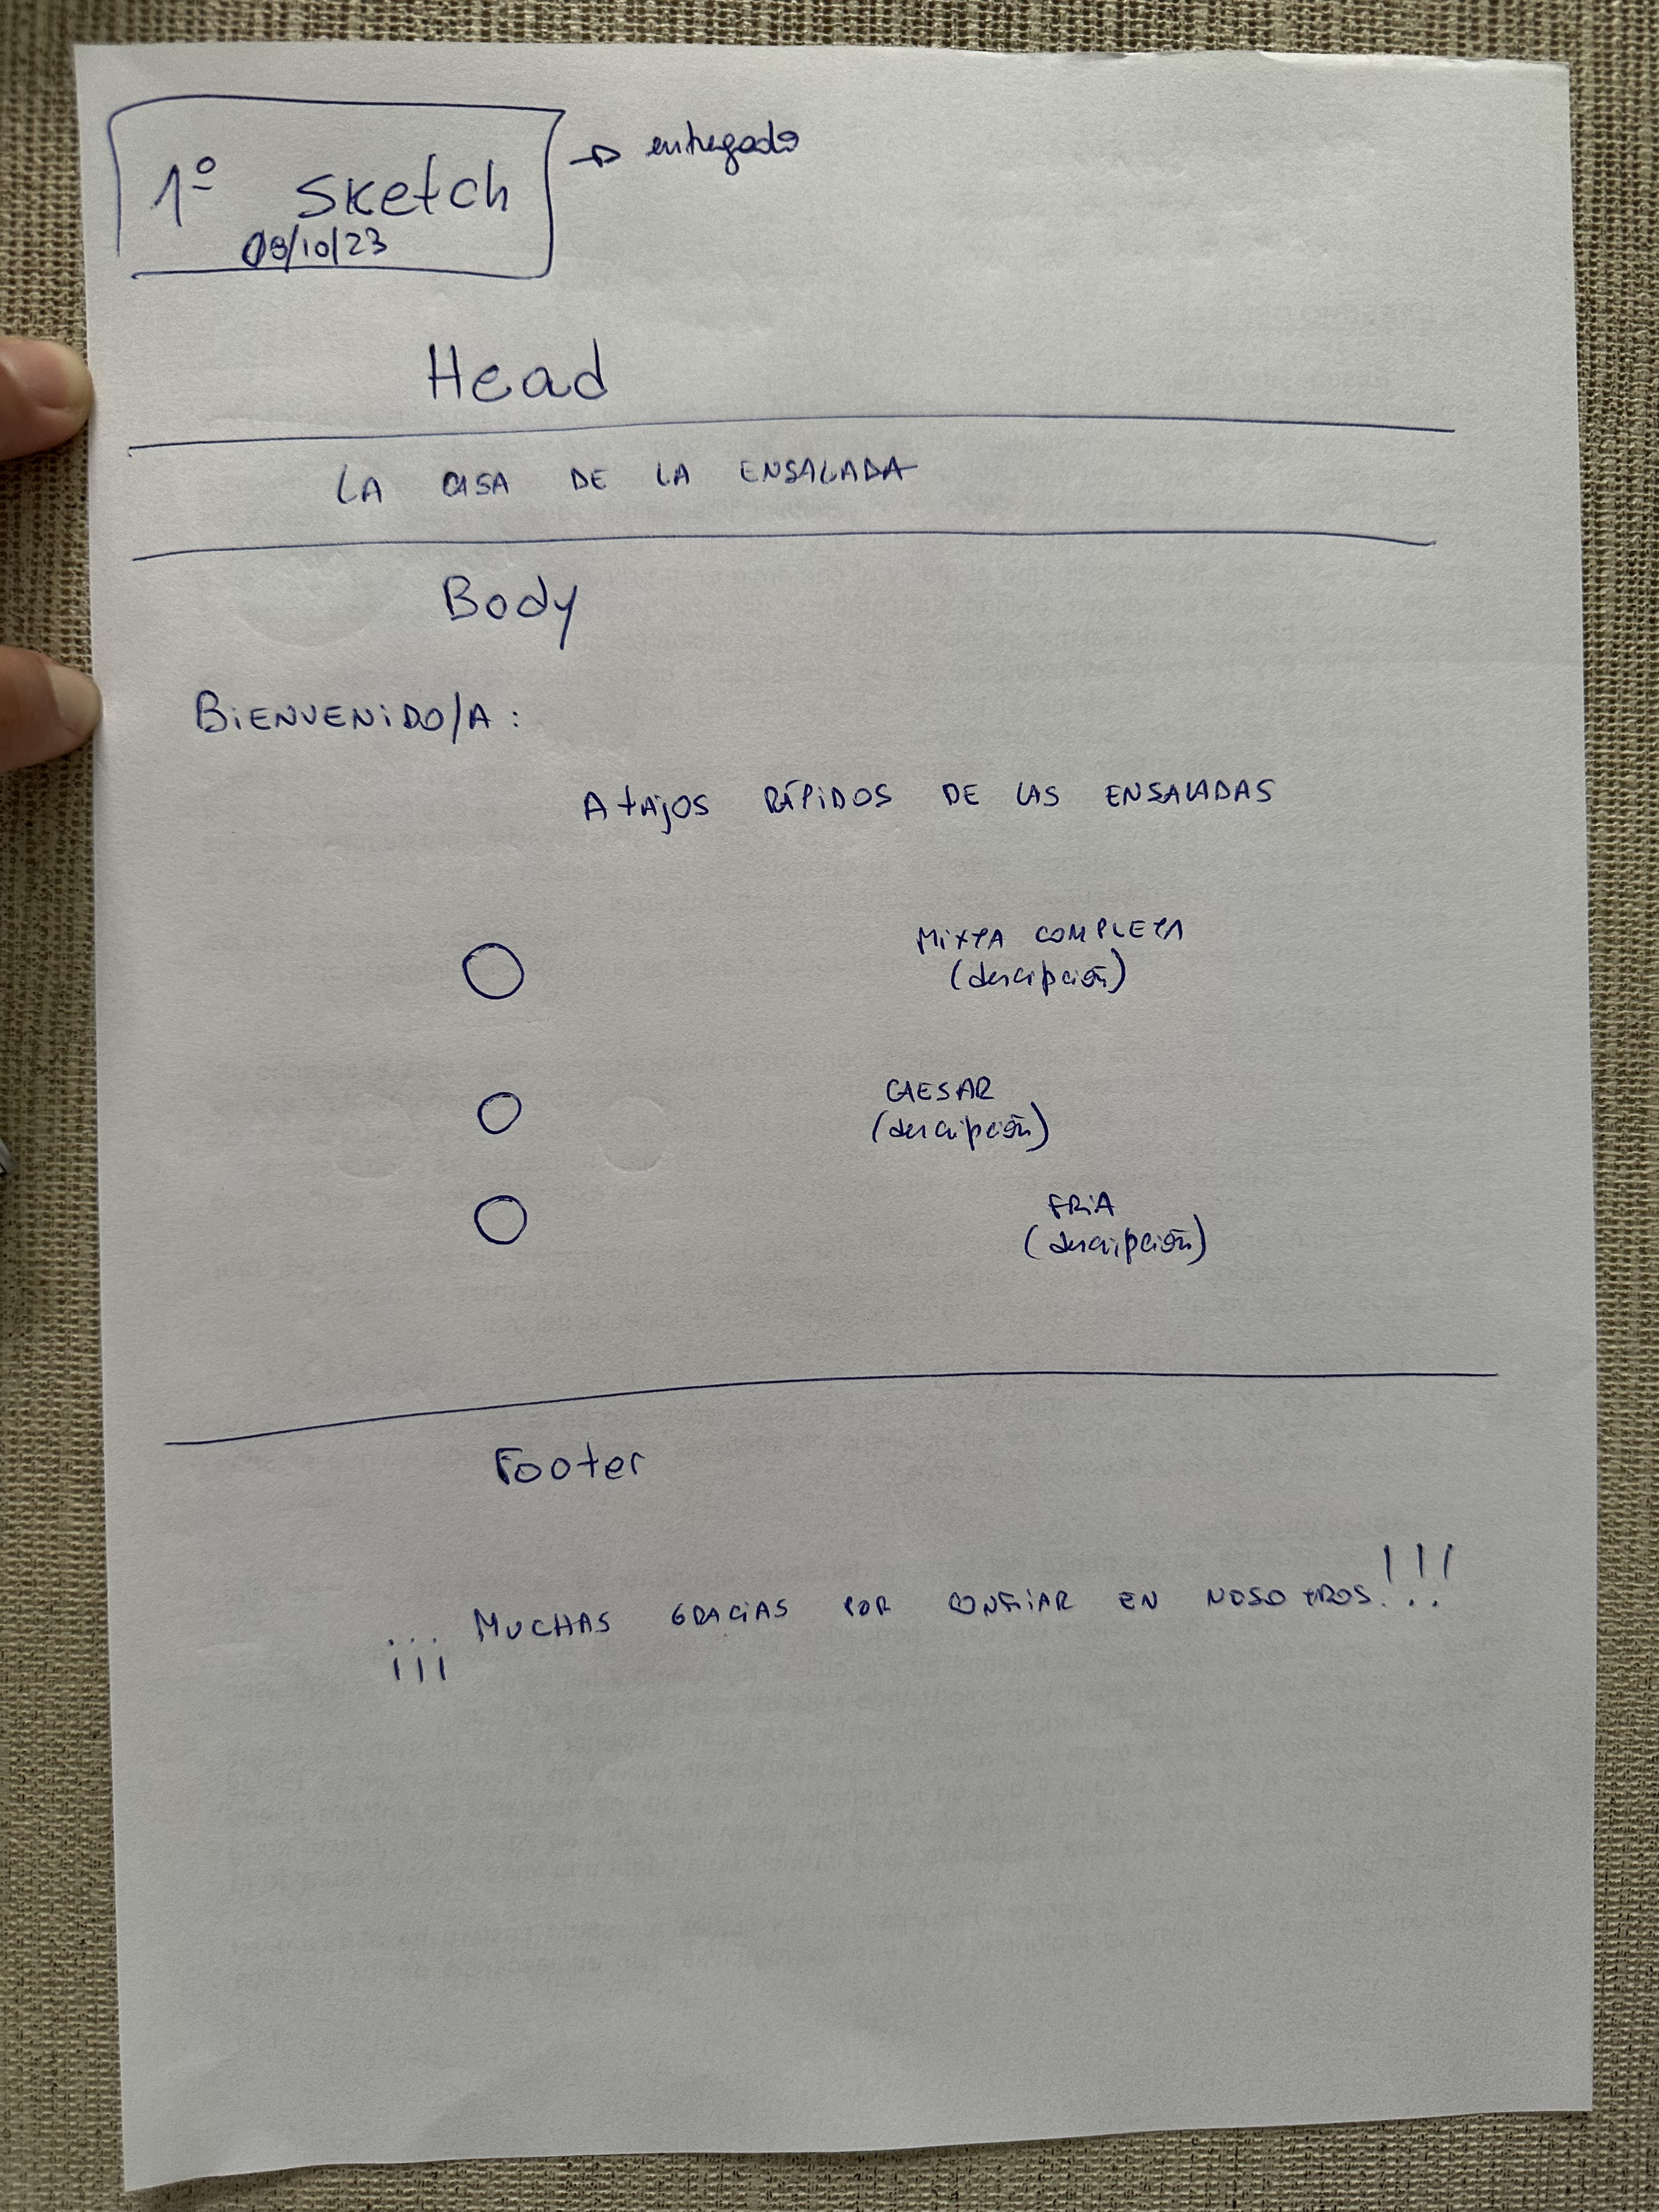 1º sketch → entregado
09/10/23
Head
LA CASA DE LA ENSALADA
Body
BIENVENIDO/A :
ATAJOS RÁPIDOS DE LAS ENSALADAS
MIXTA COMPLETA
(descripción)
CAESAR
(descripción)
FRIA
(descripción)
Footer
¡¡¡ MUCHAS GRACIAS POR CONFIAR EN NOSOTROS!!!